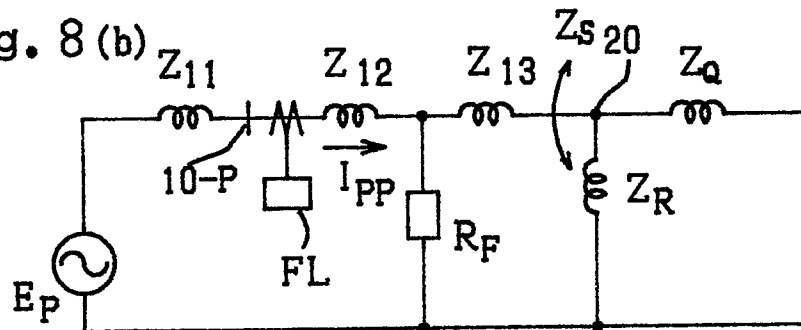 g. 8 (b)
Z11
Z12
Z13
ZS
20
ZQ
10-P
IPP
FL
RF
ZR
EP